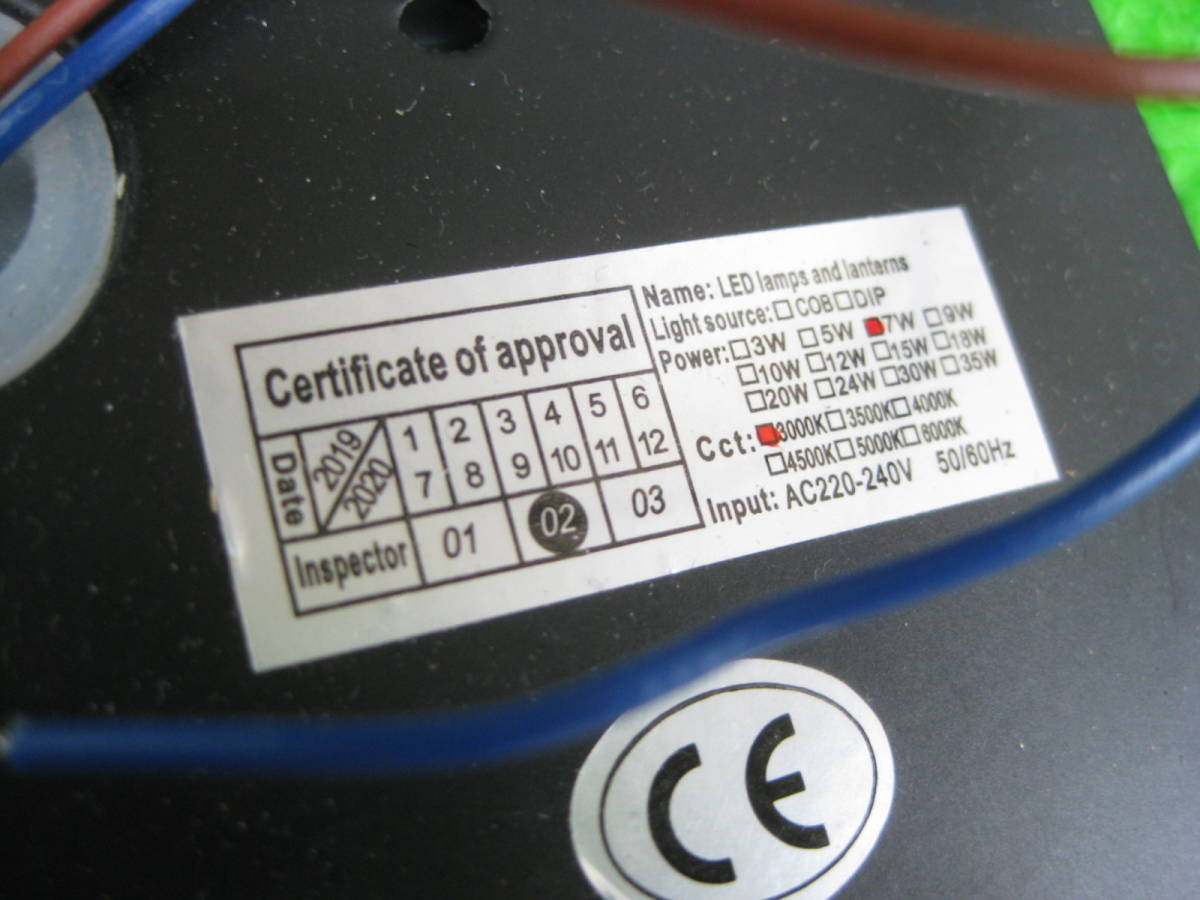 Certificate of approval
Date 2019 2020 1 2 3 4 5 6
7 8 9 10 11 12
Inspector 01 02 03
Name: LED lamps and lanterns
Light source: □COB □DIP
Power: □3W □5W ■7W □9W
□10W □12W □15W □18W
□20W □24W □30W □35W
Cct: ■3000K □3500K □4000K
□4500K □5000K □6000K
Input: AC220-240V 50/60Hz
CE